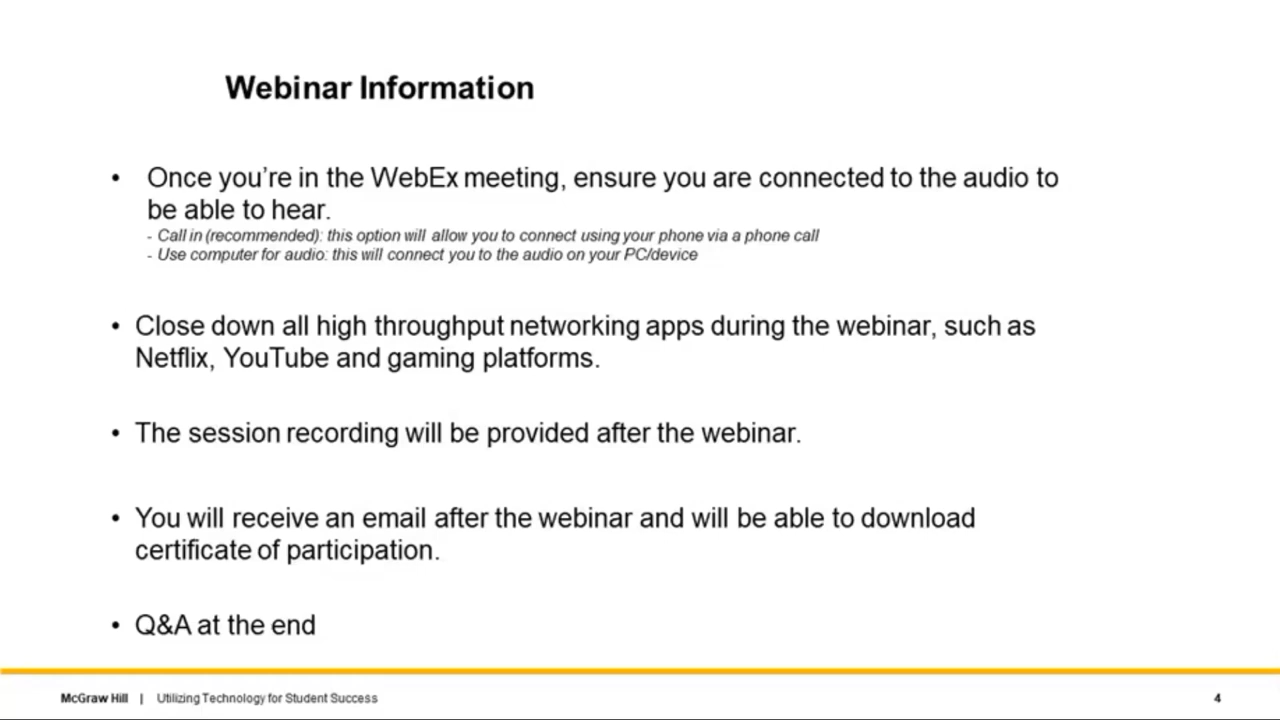 Webinar Information
• Once you’re in the WebEx meeting, ensure you are connected to the audio to
be able to hear.
- Call in (recommended): this option will allow you to connect using your phone via a phone call
- Use computer for audio: this will connect you to the audio on your PC/device
• Close down all high throughput networking apps during the webinar, such as
Netflix, YouTube and gaming platforms.
• The session recording will be provided after the webinar.
• You will receive an email after the webinar and will be able to download
certificate of participation.
• Q&A at the end
McGraw Hill | Utilizing Technology for Student Success 4